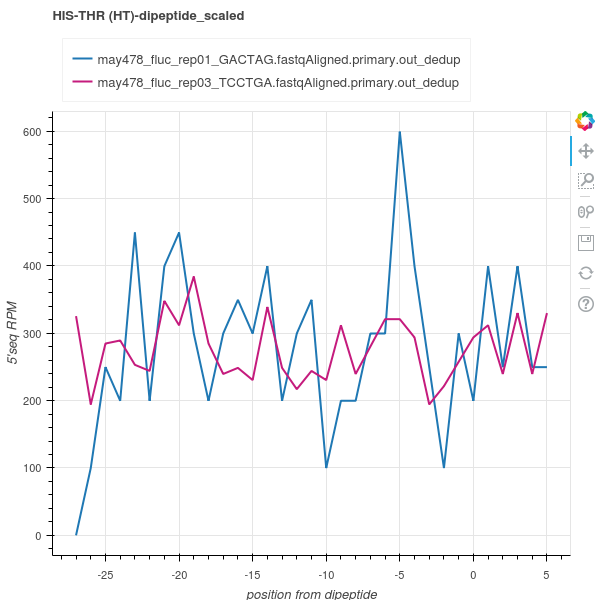 HIS-THR (HT)-dipeptide_scaled
may478_fluc_rep01_GACTAG.fastqAligned.primary.out_dedup
may478_fluc_rep03_TCCTGA.fastqAligned.primary.out_dedup
600
500
400
300
200
100
0
5'seq RPM
-25
-20
-15
-10
-5
0
5
position from dipeptide